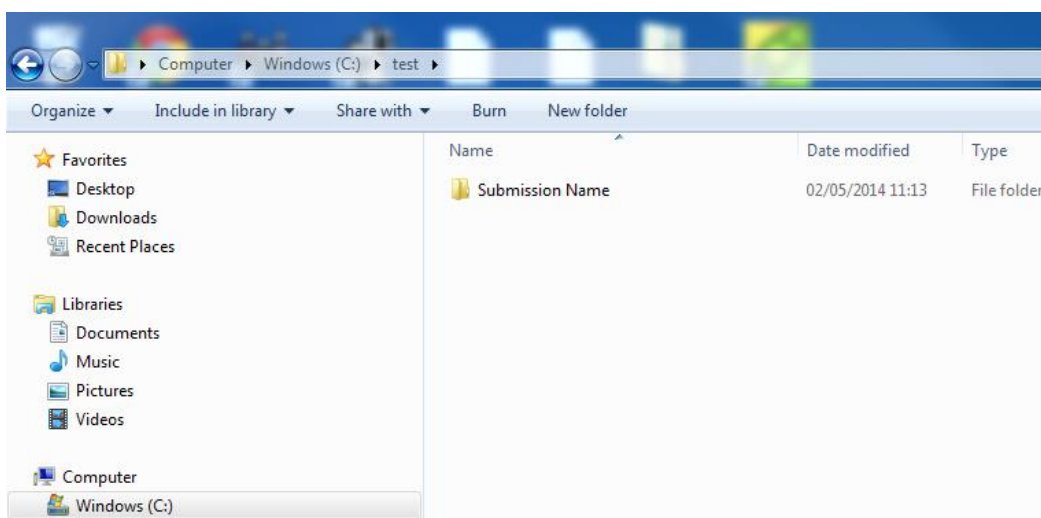 Computer Windows (C:) test
Organize Include in library Share with Burn New folder
Favorites
Desktop
Downloads
Recent Places
Libraries
Documents
Music
Pictures
Videos
Computer
Windows (C:)
Name Date modified Type
Submission Name 02/05/2014 11:13 File folder